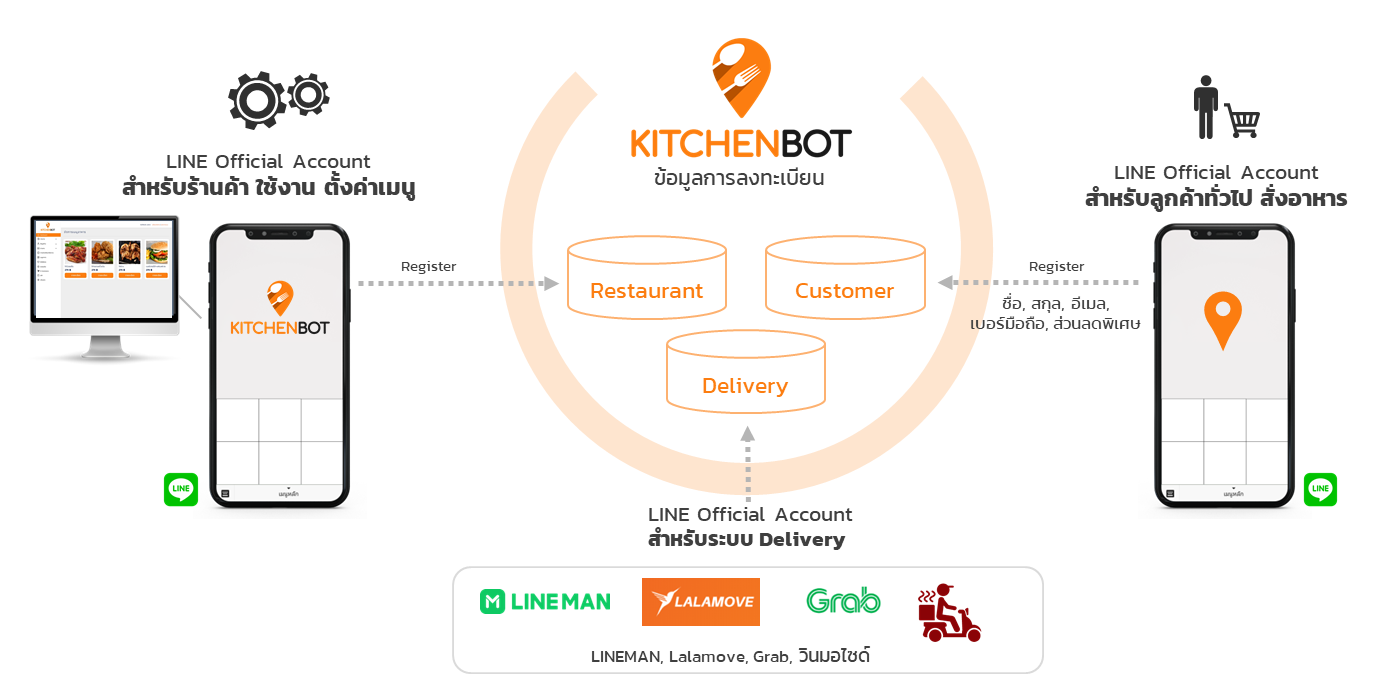 KITCHENBOT
ข้อมูลการลงทะเบียน
LINE Official Account
สำหรับร้านค้า ใช้งาน ตั้งค่าเมนู
LINE Official Account
สำหรับลูกค้าทั่วไป สั่งอาหาร
KITCHENBOT
Register
Restaurant
Customer
Delivery
Register
ชื่อ, สกุล, อีเมล,
เบอร์มือถือ, ส่วนลดพิเศษ
KITCHENBOT
LINE
เมนูหลัก
เมนูหลัก
LINE
LINE Official Account
สำหรับระบบ Delivery
LINE MAN
LALAMOVE
Grab
LINEMAN, Lalamove, Grab, วินมอไซด์